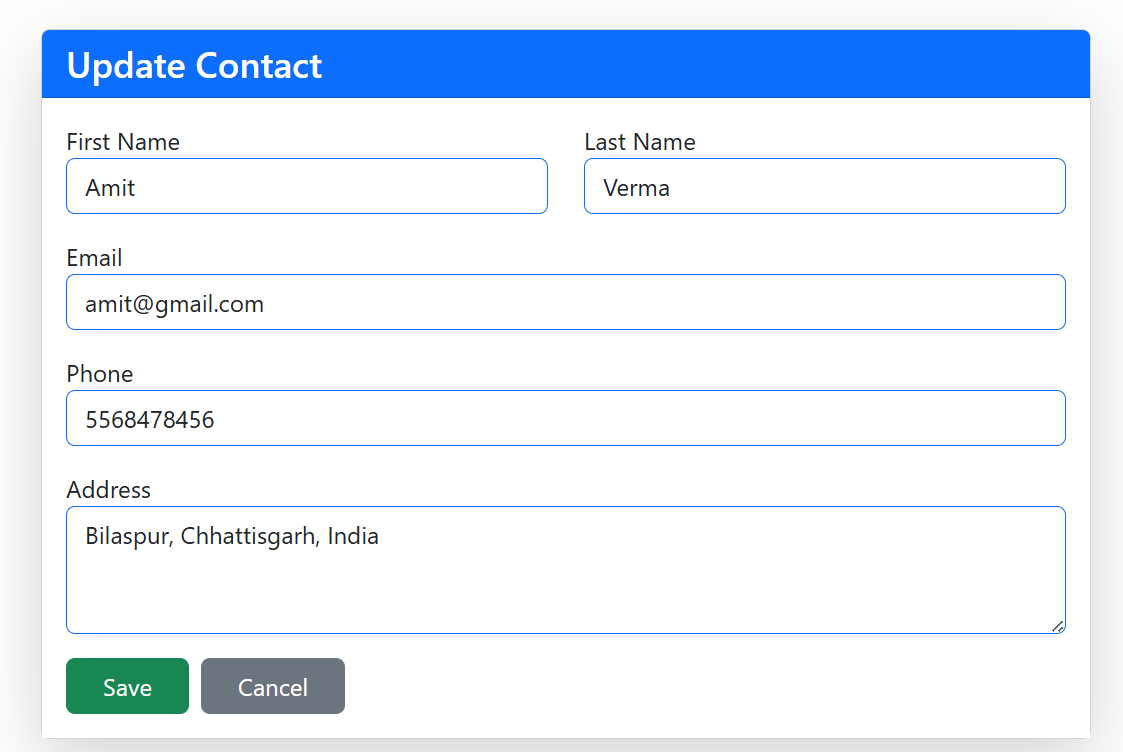 Update Contact
First Name Last Name
Amit Verma
Email
amit@gmail.com
Phone
5568478456
Address
Bilaspur, Chhattisgarh, India
Save Cancel